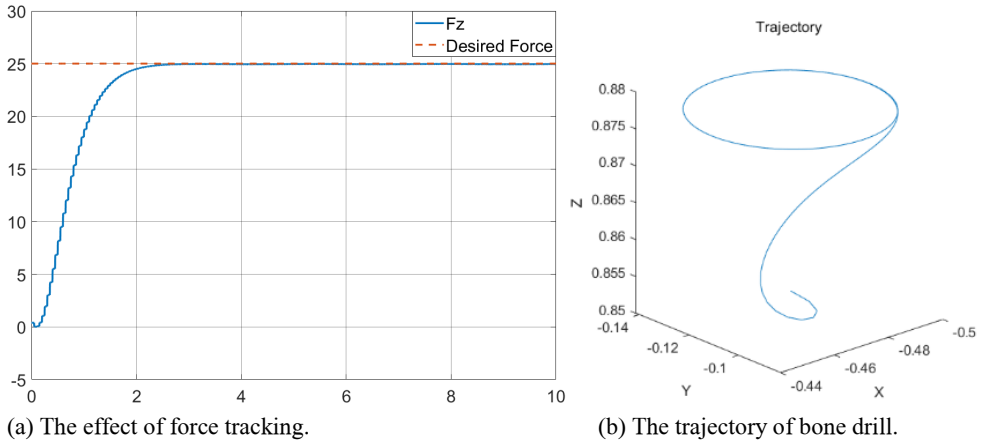 30
25
20
15
10
5
0
-5
0 2 4 6 8 10
Fz
Desired Force
(a) The effect of force tracking.
Trajectory
0.88
0.875
0.87
0.865
0.86
0.855
0.85
Z
-0.14
-0.12
-0.1
Y
-0.44
-0.46
-0.48
-0.5
X
(b) The trajectory of bone drill.